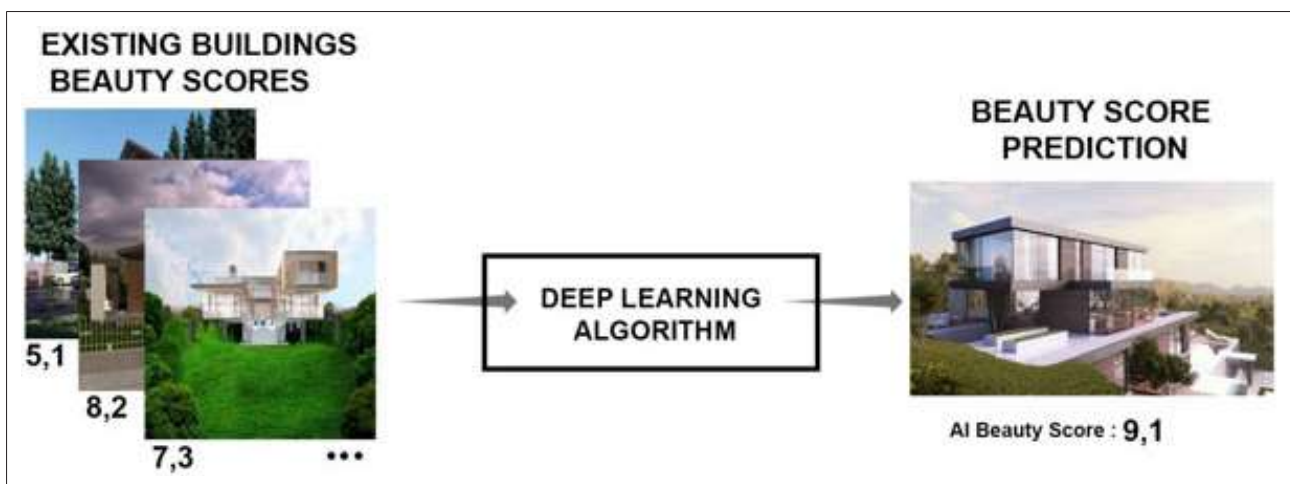 EXISTING BUILDINGS
BEAUTY SCORES
5,1
8,2
7,3
...
DEEP LEARNING
ALGORITHM
BEAUTY SCORE
PREDICTION
AI Beauty Score : 9,1